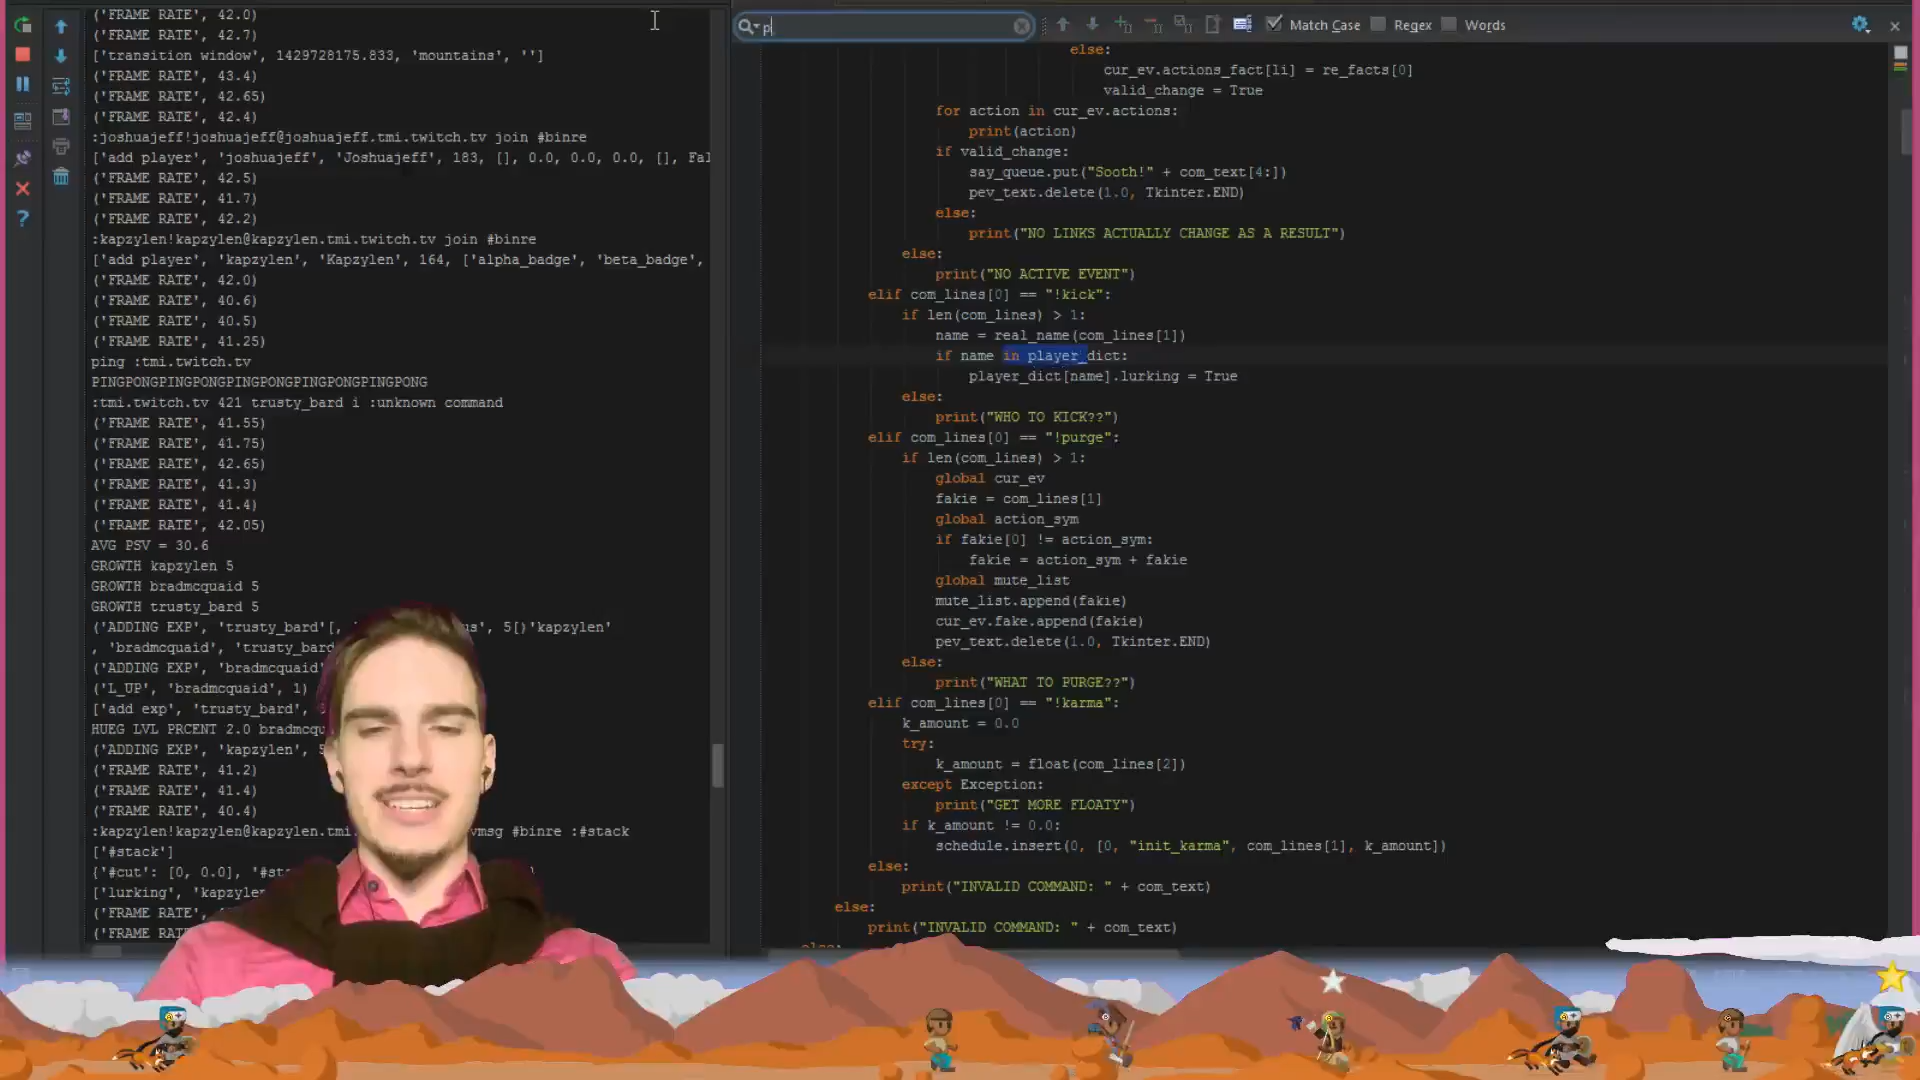 ('FRAME RATE', 42.0)
('FRAME RATE', 42.7)
['transition window', 1429728175.833, 'mountains', '']
('FRAME RATE', 43.4)
('FRAME RATE', 42.65)
('FRAME RATE', 42.4)
:joshuajeff!joshuajeff@joshuajeff.tmi.twitch.tv join #binre
['add player', 'joshuajeff', 'Joshuajeff', 183, [], 0.0, 0.0, 0.0, [], Fal
('FRAME RATE', 42.5)
('FRAME RATE', 41.7)
('FRAME RATE', 42.2)
:kapzylen!kapzylen@kapzylen.tmi.twitch.tv join #binre
['add player', 'kapzylen', 'Kapzylen', 164, ['alpha_badge', 'beta_badge',
('FRAME RATE', 42.0)
('FRAME RATE', 40.6)
('FRAME RATE', 40.5)
('FRAME RATE', 41.25)
ping :tmi.twitch.tv
PINGPONGPINGPONGPINGPONGPINGPONGPINGPONG
:tmi.twitch.tv 421 trusty_bard i :unknown command
('FRAME RATE', 41.55)
('FRAME RATE', 41.75)
('FRAME RATE', 42.65)
('FRAME RATE', 41.3)
('FRAME RATE', 41.4)
('FRAME RATE', 42.05)
AVG PSV = 30.6
GROWTH kapzylen 5
GROWTH bradmcquaid 5
GROWTH trusty_bard 5
('ADDING EXP', 'trusty_bard'[, us', 5[)'kapzylen'
, 'bradmcquaid', 'trusty_bard
('ADDING EXP', 'bradmcquaid'
('L_UP', 'bradmcquaid', 1)
['add exp', 'trusty_bard',
HUEG LVL PRCENT 2.0 bradmcqu
('ADDING EXP', 'kapzylen', 5
('FRAME RATE', 41.2)
('FRAME RATE', 41.4)
('FRAME RATE', 40.4)
:kapzylen!kapzylen@kapzylen.tmi. vmsg #binre :#stack
['#stack']
{'#cut': [0, 0.0], '#sta
['lurking', 'kapzylen
('FRAME RATE',
('FRAME RATE',
p
Match Case
Regex
Words
else:
cur_ev.actions_fact[li] = re_facts[0]
valid_change = True
for action in cur_ev.actions:
print(action)
if valid_change:
say_queue.put("Sooth!" + com_text[4:])
pev_text.delete(1.0, Tkinter.END)
else:
print("NO LINKS ACTUALLY CHANGE AS A RESULT")
else:
print("NO ACTIVE EVENT")
elif com_lines[0] == "!kick":
if len(com_lines) > 1:
name = real_name(com_lines[1])
if name in player_dict:
player_dict[name].lurking = True
else:
print("WHO TO KICK??")
elif com_lines[0] == "!purge":
if len(com_lines) > 1:
global cur_ev
fakie = com_lines[1]
global action_sym
if fakie[0] != action_sym:
fakie = action_sym + fakie
global mute_list
mute_list.append(fakie)
cur_ev.fake.append(fakie)
pev_text.delete(1.0, Tkinter.END)
else:
print("WHAT TO PURGE??")
elif com_lines[0] == "!karma":
k_amount = 0.0
try:
k_amount = float(com_lines[2])
except Exception:
print("GET MORE FLOATY")
if k_amount != 0.0:
schedule.insert(0, [0, "init_karma", com_lines[1], k_amount])
else:
print("INVALID COMMAND: " + com_text)
else:
print("INVALID COMMAND: " + com_text)
else: